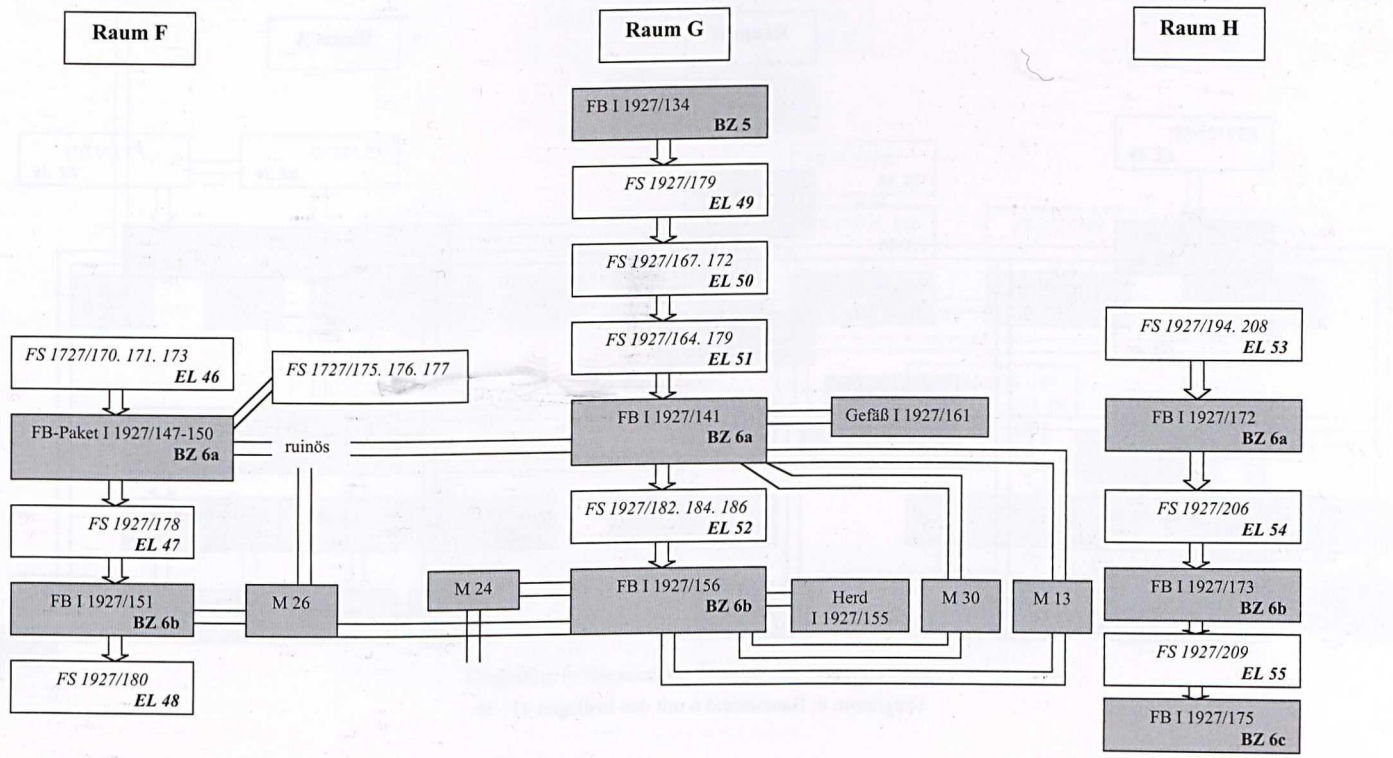 Raum F
Raum G
Raum H
FB I 1927/134
BZ 5
FS 1927/179
EL 49
FS 1927/167. 172
EL 50
FS 1927/164. 179
EL 51
FS 1927/194. 208
EL 53
FS 1727/170. 171. 173
EL 46
FS 1727/175. 176. 177
FB-Paket I 1927/147-150
BZ 6a
ruinös
FB I 1927/141
BZ 6a
Gefäß I 1927/161
FB I 1927/172
BZ 6a
FS 1927/178
EL 47
FS 1927/182. 184. 186
EL 52
FS 1927/206
EL 54
FB I 1927/151
BZ 6b
M 26
M 24
FB I 1927/156
BZ 6b
Herd
I 1927/155
M 30
M 13
FB I 1927/173
BZ 6b
FS 1927/180
EL 48
FS 1927/209
EL 55
FB I 1927/175
BZ 6c